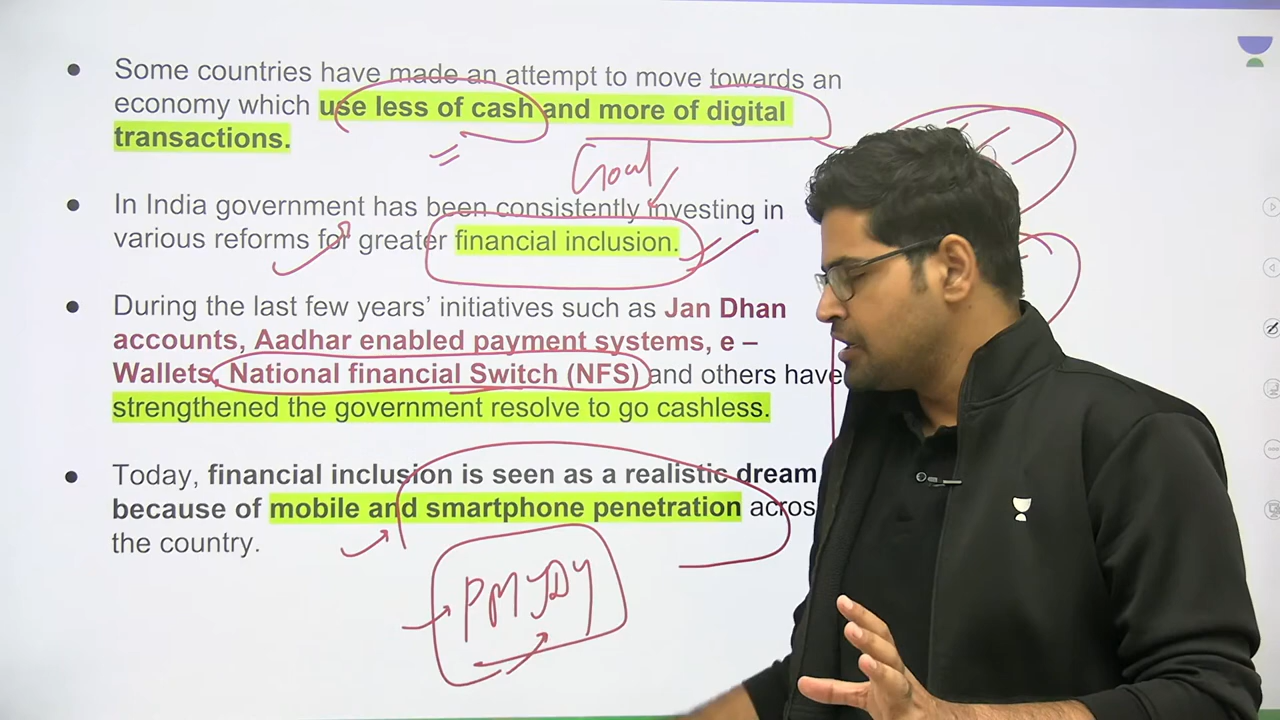 Some countries have made an attempt to move towards an
economy which use less of cash and more of digital
transactions.
Goal
In India government has been consistently investing in
various reforms for greater financial inclusion.
During the last few years' initiatives such as Jan Dhan
accounts, Aadhar enabled payment systems, e –
Wallets, National financial Switch (NFS) and others have
strengthened the government resolve to go cashless.
Today, financial inclusion is seen as a realistic dream
because of mobile and smartphone penetration acros
the country.
PMJDY